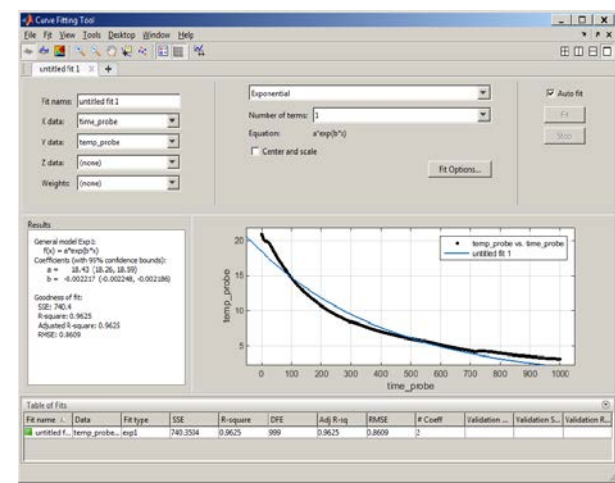 Curve Fitting Tool
File Fit View Tools Desktop Window Help
untitled fit 1
Fit name: untitled fit 1
X data: time_probe
Y data: temp_probe
Z data: (none)
Weights: (none)
Exponential
Number of terms: 1
Equation: a*exp(b*x)
Center and scale
Fit Options...
Auto fit
Fit
Stop
Results
General model Exp1:
f(x) = a*exp(b*x)
Coefficients (with 95% confidence bounds):
a = 18.43 (18.26, 18.59)
b = -0.002217 (-0.002248, -0.002186)
Goodness of fit:
SSE: 740.4
R-square: 0.9625
Adjusted R-square: 0.9625
RMSE: 0.8609
temp_probe vs. time_probe
untitled fit 1
20
15
10
5
temp_probe
0 100 200 300 400 500 600 700 800 900 1000
time_probe
Table of Fits
Fit name Data Fit type SSE R-square DFE Adj R-sq RMSE # Coeff Validation ... Validation S... Validation R...
untitled f... temp_probe... exp1 740.3504 0.9625 999 0.9625 0.8609 2